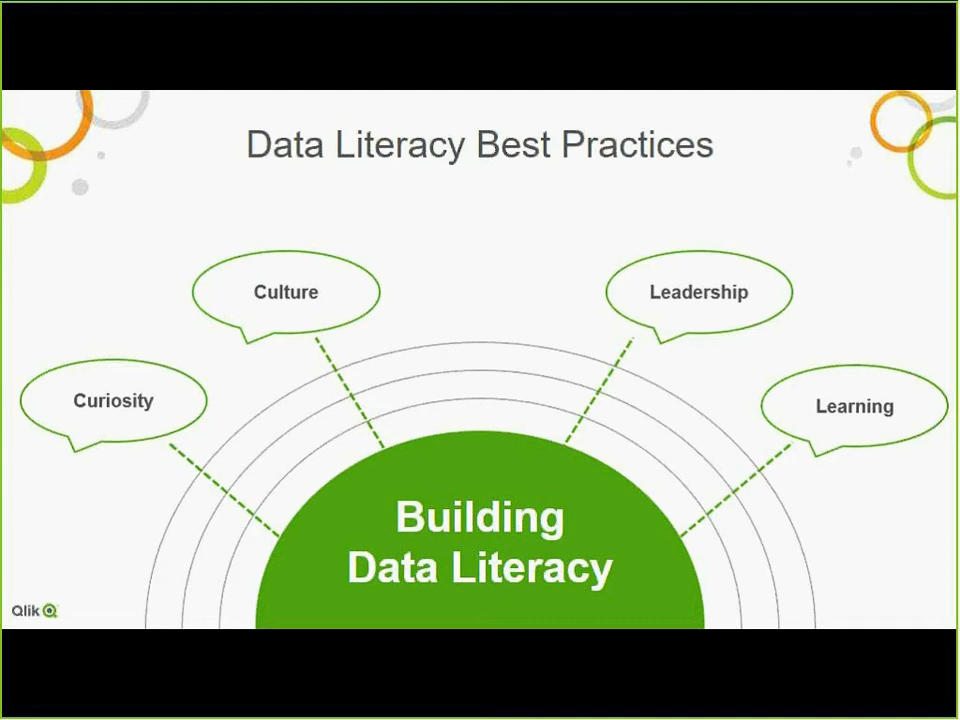 Data Literacy Best Practices
Culture
Leadership
Curiosity
Learning
Building
Data Literacy
Qlik